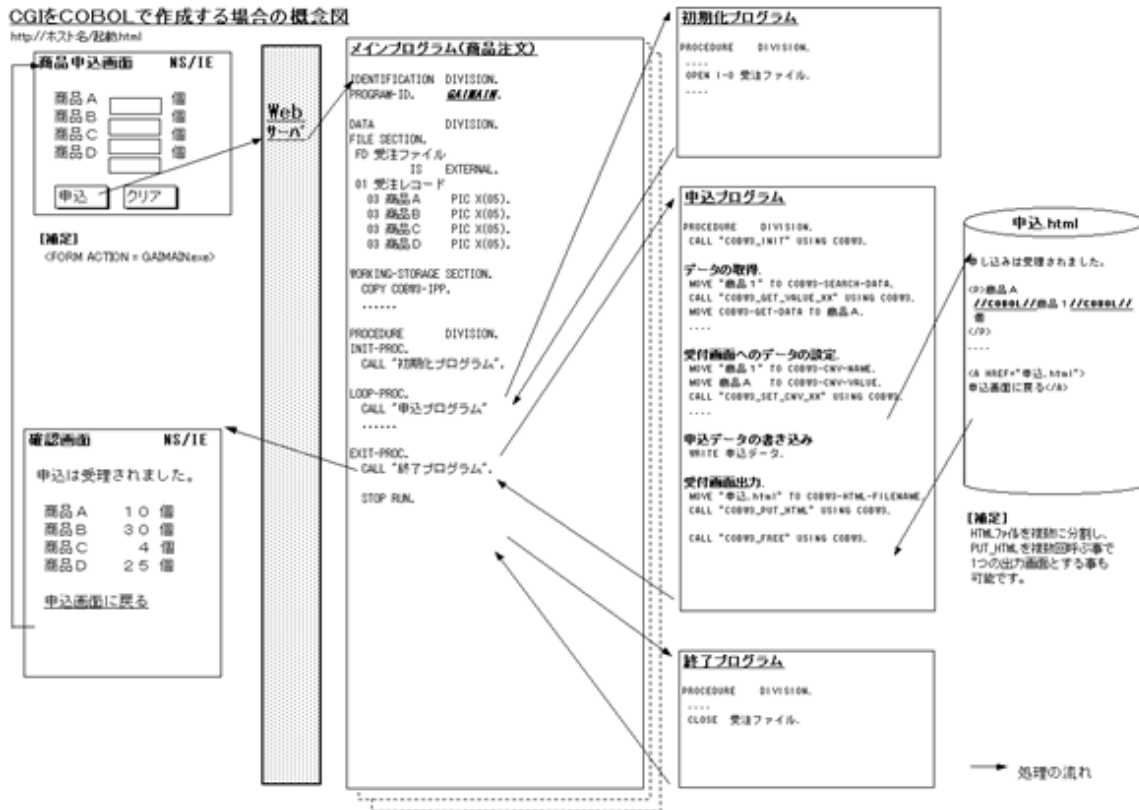 CGIをCOBOLで作成する場合の概念図
http://ホスト名/起動.html
商品申込画面 NS/IE
商品A 個
商品B 個
商品C 個
商品D 個
申込 クリア
【補足】
<FORM ACTION = GAIMAIN.exe>
確認画面 NS/IE
申込は受理されました。
商品A 10 個
商品B 30 個
商品C 4 個
商品D 25 個
申込画面に戻る
Web
サーバ
メインプログラム(商品注文)
IDENTIFICATION DIVISION.
PROGRAM-ID. GAIMAIN.
DATA DIVISION.
FILE SECTION.
FD 受注ファイル
IS EXTERNAL.
01 受注レコード
03 商品A PIC X(05).
03 商品B PIC X(05).
03 商品C PIC X(05).
03 商品D PIC X(05).
WORKING-STORAGE SECTION.
COPY COBW3-IPP.
......
PROCEDURE DIVISION.
INIT-PROC.
CALL "初期化プログラム".
LOOP-PROC.
CALL "申込プログラム"
......
EXIT-PROC.
CALL "終了プログラム".
STOP RUN.
初期化プログラム
PROCEDURE DIVISION.
....
OPEN I-O 受注ファイル.
....
申込プログラム
PROCEDURE DIVISION.
CALL "COBW3_INIT" USING COBW3.
データの取得.
MOVE "商品1" TO COBW3-SEARCH-DATA.
CALL "COBW3_GET_VALUE_XX" USING COBW3.
MOVE COBW3-GET-DATA TO 商品A.
....
受付画面へのデータの設定.
MOVE "商品1" TO COBW3-CNV-NAME.
MOVE 商品A TO COBW3-CNV-VALUE.
CALL "COBW3_SET_CNV_XX" USING COBW3.
....
申込データの書き込み
WRITE 申込データ.
受付画面出力.
MOVE "申込.html" TO COBW3-HTML-FILENAME.
CALL "COBW3_PUT_HTML" USING COBW3.
CALL "COBW3_FREE" USING COBW3.
終了プログラム
PROCEDURE DIVISION.
....
CLOSE 受注ファイル.
申込.html
申し込みは受理されました。
<P>商品A
//COBOL//商品1//COBOL//
個
</P>
....
<A HREF="申込.html">
申込画面に戻る</A>
【補足】
HTMLファイルを複数に分割し、
PUT_HTMLを複数回呼ぶ事で
1つの出力画面とする事も
可能です。
処理の流れ